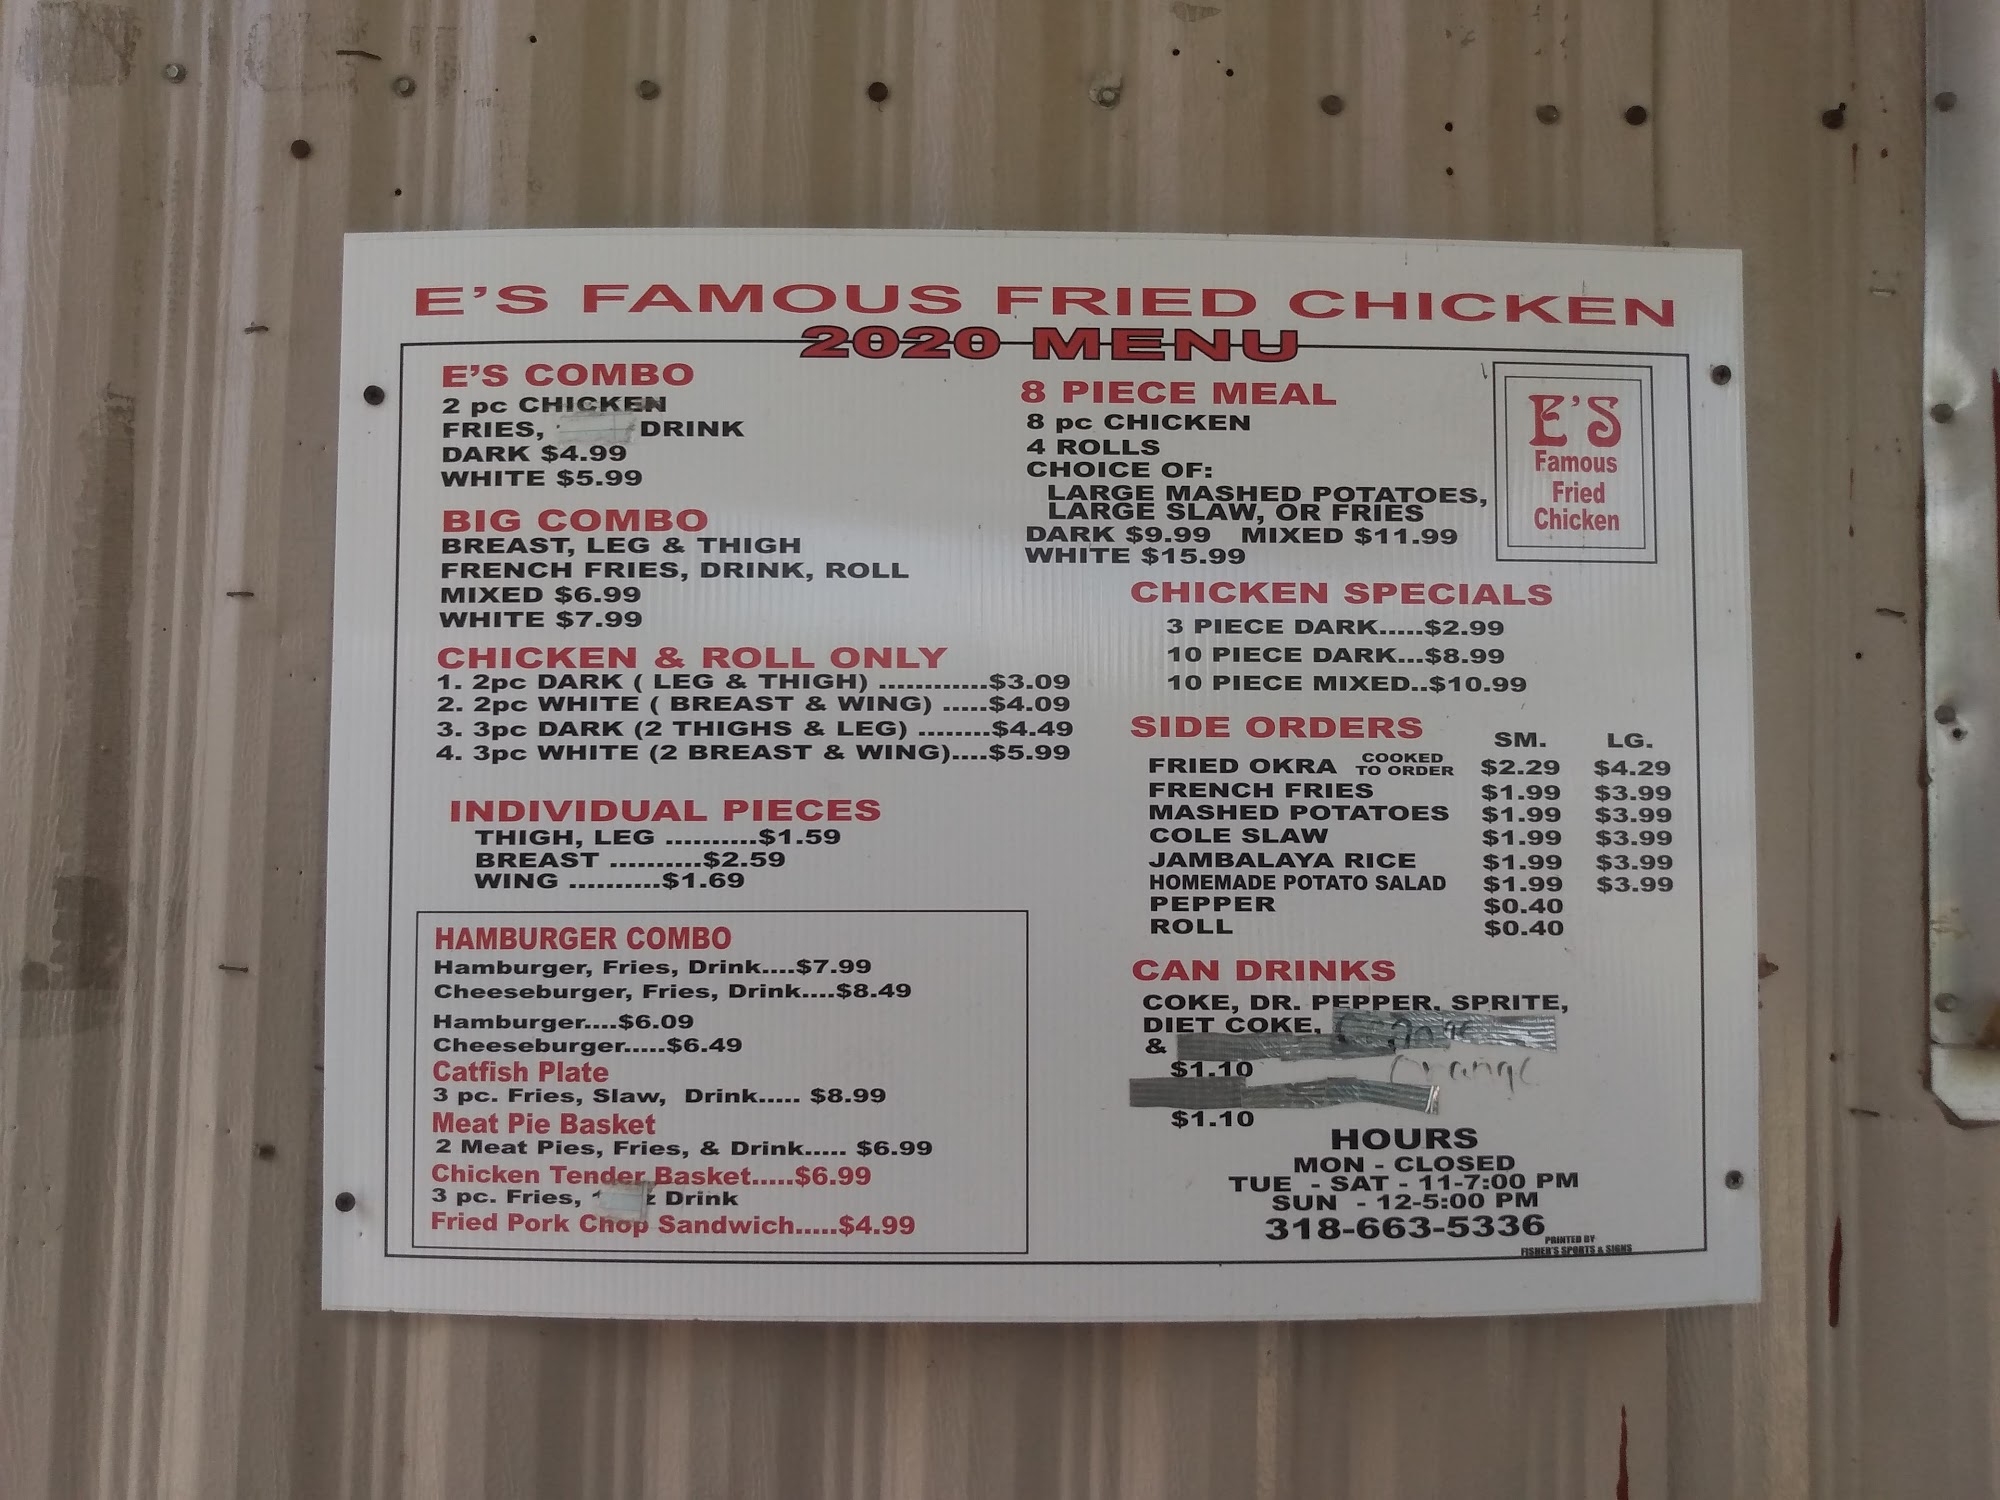 E'S FAMOUS FRIED CHICKEN
2020 MENU
E'S COMBO
2 pc CHICKEN
FRIES, DRINK
DARK $4.99
WHITE $5.99
BIG COMBO
BREAST, LEG & THIGH
FRENCH FRIES, DRINK, ROLL
MIXED $6.99
WHITE $7.99
CHICKEN & ROLL ONLY
1. 2pc DARK ( LEG & THIGH) ............$3.09
2. 2pc WHITE ( BREAST & WING) .....$4.09
3. 3pc DARK (2 THIGHS & LEG) ........$4.49
4. 3pc WHITE (2 BREAST & WING)....$5.99
INDIVIDUAL PIECES
THIGH, LEG ..........$1.59
BREAST ..........$2.59
WING ..........$1.69
HAMBURGER COMBO
Hamburger, Fries, Drink....$7.99
Cheeseburger, Fries, Drink....$8.49
Hamburger....$6.09
Cheeseburger.....$6.49
Catfish Plate
3 pc. Fries, Slaw, Drink..... $8.99
Meat Pie Basket
2 Meat Pies, Fries, & Drink..... $6.99
Chicken Tender Basket.....$6.99
3 pc. Fries, Drink
Fried Pork Chop Sandwich.....$4.99
8 PIECE MEAL
8 pc CHICKEN
4 ROLLS
CHOICE OF:
LARGE MASHED POTATOES,
LARGE SLAW, OR FRIES
DARK $9.99 MIXED $11.99
WHITE $15.99
E'S
Famous
Fried
Chicken
CHICKEN SPECIALS
3 PIECE DARK.....$2.99
10 PIECE DARK...$8.99
10 PIECE MIXED..$10.99
SIDE ORDERS SM. LG.
FRIED OKRA COOKED TO ORDER $2.29 $4.29
FRENCH FRIES $1.99 $3.99
MASHED POTATOES $1.99 $3.99
COLE SLAW $1.99 $3.99
JAMBALAYA RICE $1.99 $3.99
HOMEMADE POTATO SALAD $1.99 $3.99
PEPPER $0.40
ROLL $0.40
CAN DRINKS
COKE, DR. PEPPER, SPRITE,
DIET COKE,
&
$1.10 Orange
$1.10
HOURS
MON - CLOSED
TUE - SAT - 11-7:00 PM
SUN - 12-5:00 PM
318-663-5336
PRINTED BY
FISHER'S SPORTS & SIGNS